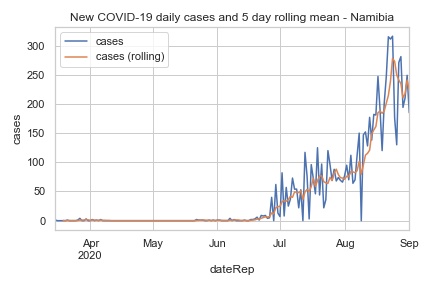 New COVID-19 daily cases and 5 day rolling mean - Namibia
cases
cases (rolling)
300
250
200
150
100
50
0
cases
Apr
2020
May
Jun
Jul
Aug
Sep
dateRep